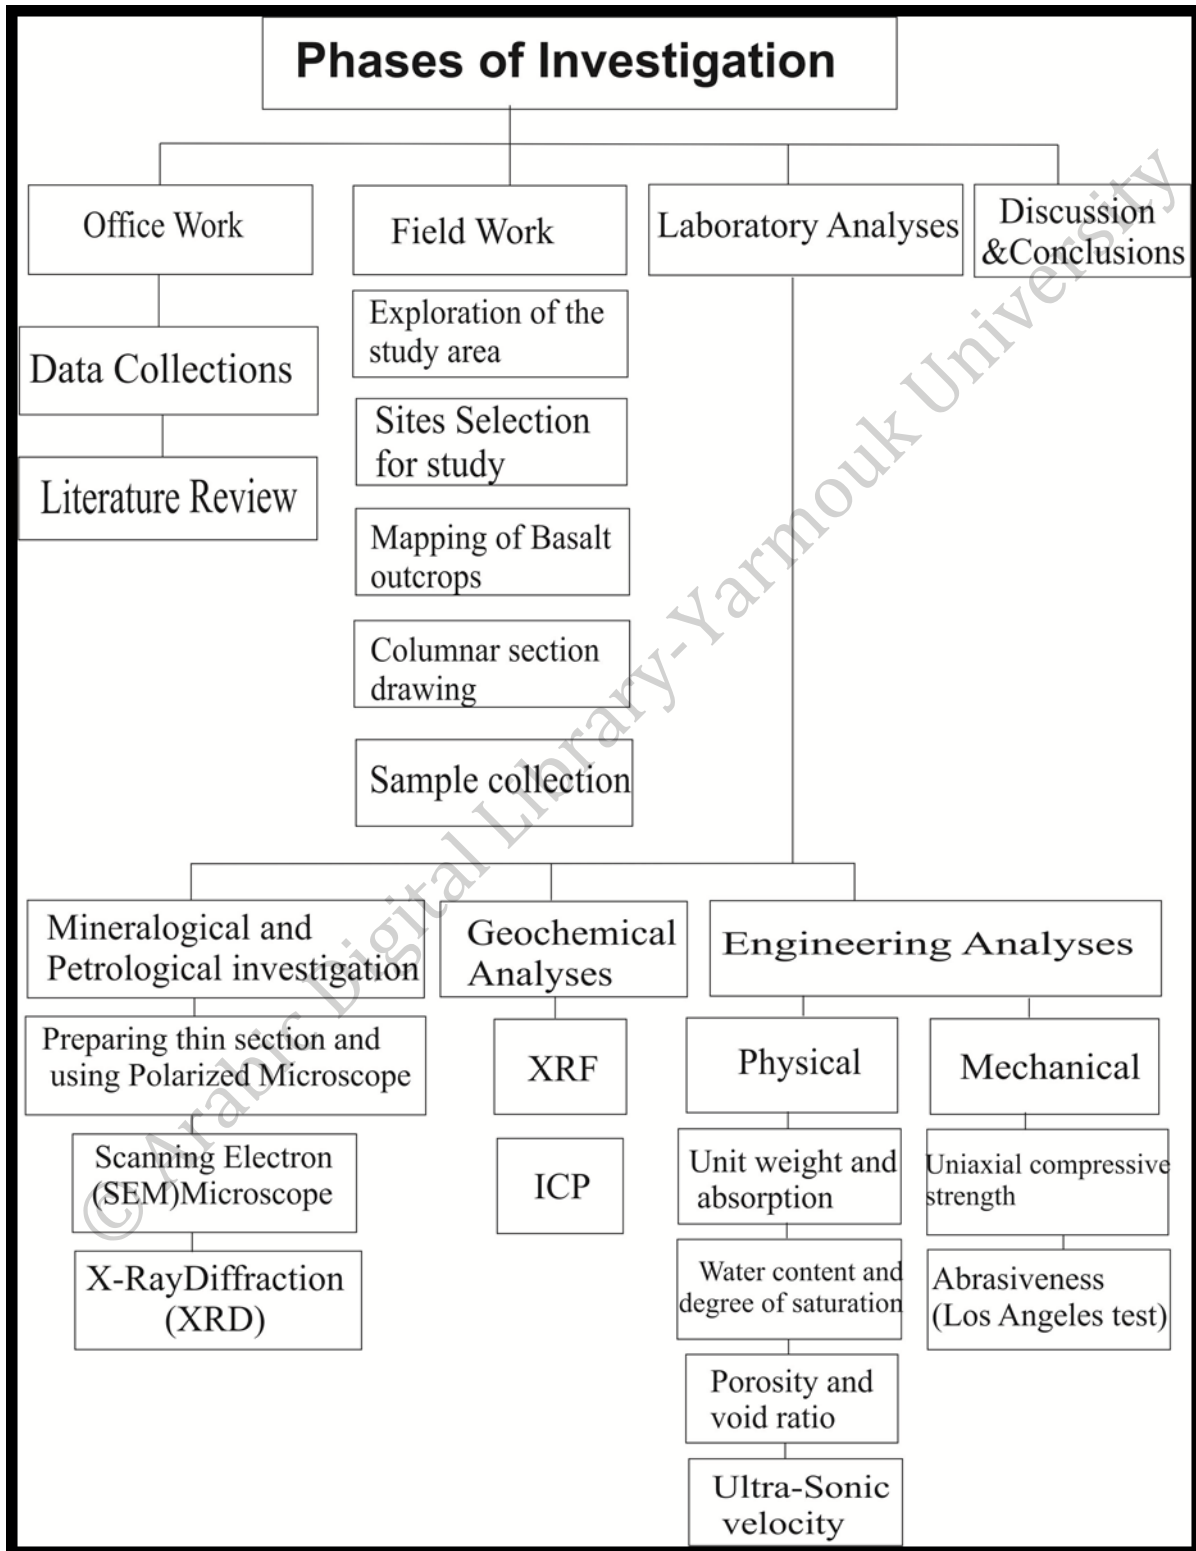 Phases of Investigation
Office Work
Field Work
Laboratory Analyses
Discussion
&Conclusions
Data Collections
Literature Review
Exploration of the
study area
Sites Selection
for study
Mapping of Basalt
outcrops
Columnar section
drawing
Sample collection
Mineralogical and
Petrological investigation
Preparing thin section and
using Polarized Microscope
Scanning Electron
(SEM)Microscope
X-RayDiffraction
(XRD)
Geochemical
Analyses
XRF
ICP
Engineering Analyses
Physical
Unit weight and
absorption
Water content and
degree of saturation
Porosity and
void ratio
Ultra-Sonic
velocity
Mechanical
Uniaxial compressive
strength
Abrasiveness
(Los Angeles test)
© Arabic Digital Library-Yarmouk University